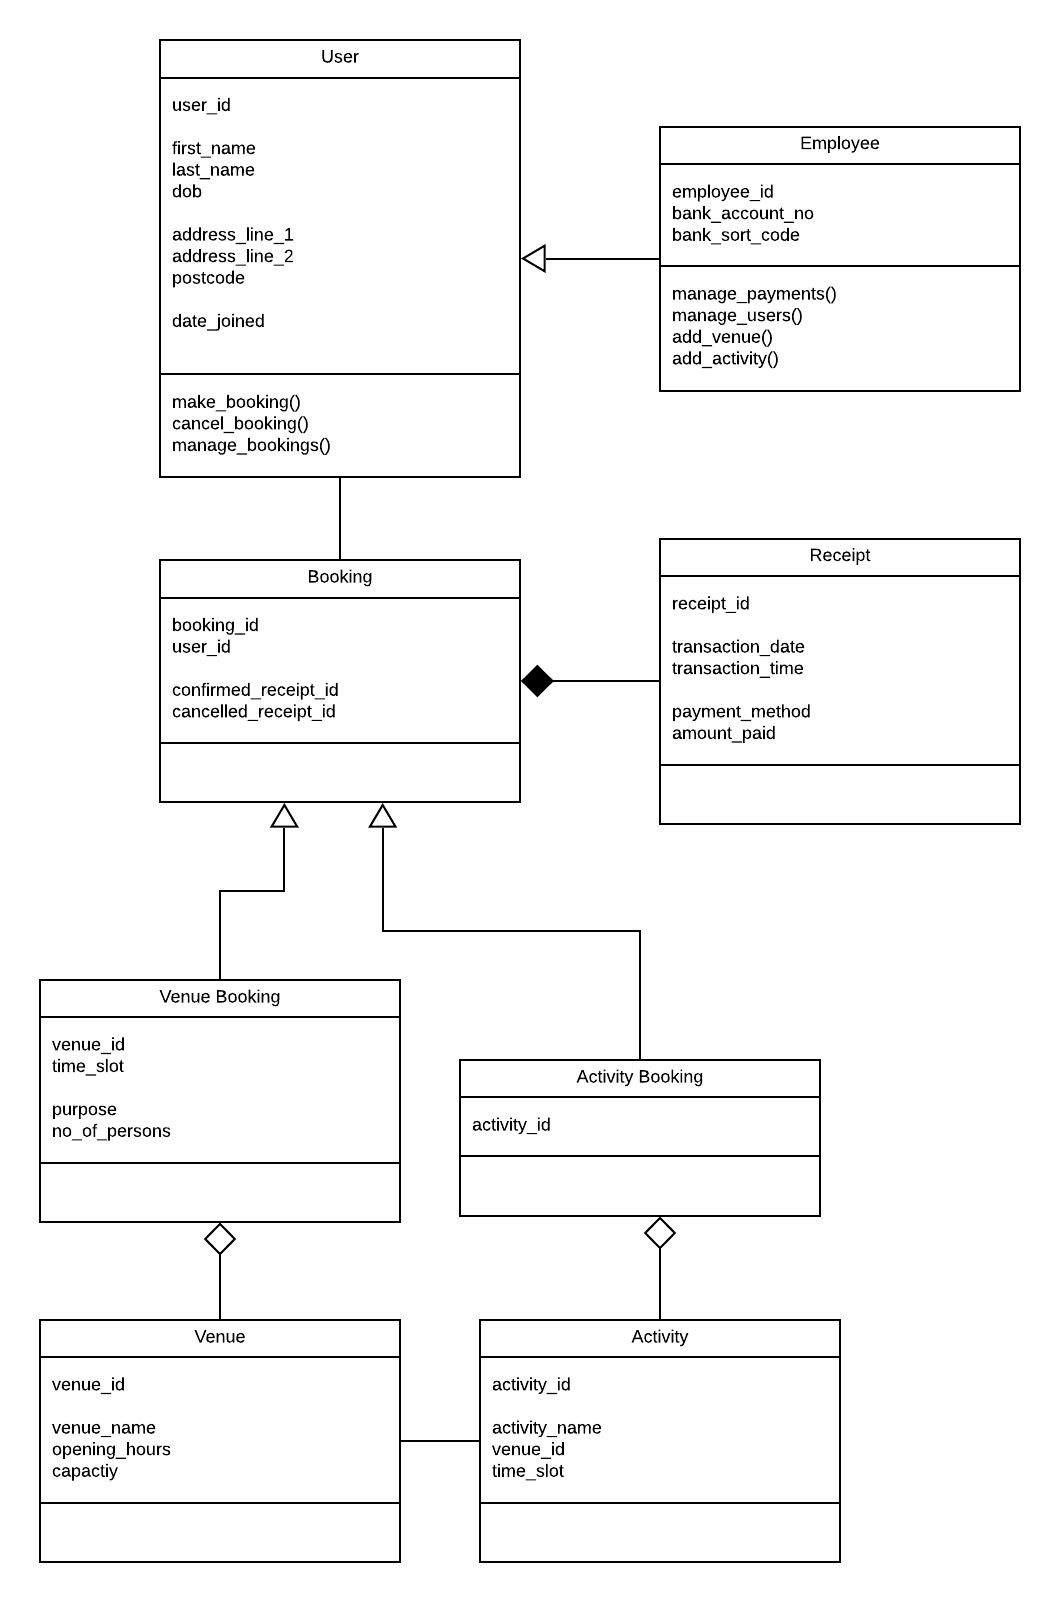 User
user_id
first_name
last_name
dob
address_line_1
address_line_2
postcode
date_joined
make_booking()
cancel_booking()
manage_bookings()
Employee
employee_id
bank_account_no
bank_sort_code
manage_payments()
manage_users()
add_venue()
add_activity()
Booking
booking_id
user_id
confirmed_receipt_id
cancelled_receipt_id
Receipt
receipt_id
transaction_date
transaction_time
payment_method
amount_paid
Venue Booking
venue_id
time_slot
purpose
no_of_persons
Activity Booking
activity_id
Venue
venue_id
venue_name
opening_hours
capactiy
Activity
activity_id
activity_name
venue_id
time_slot